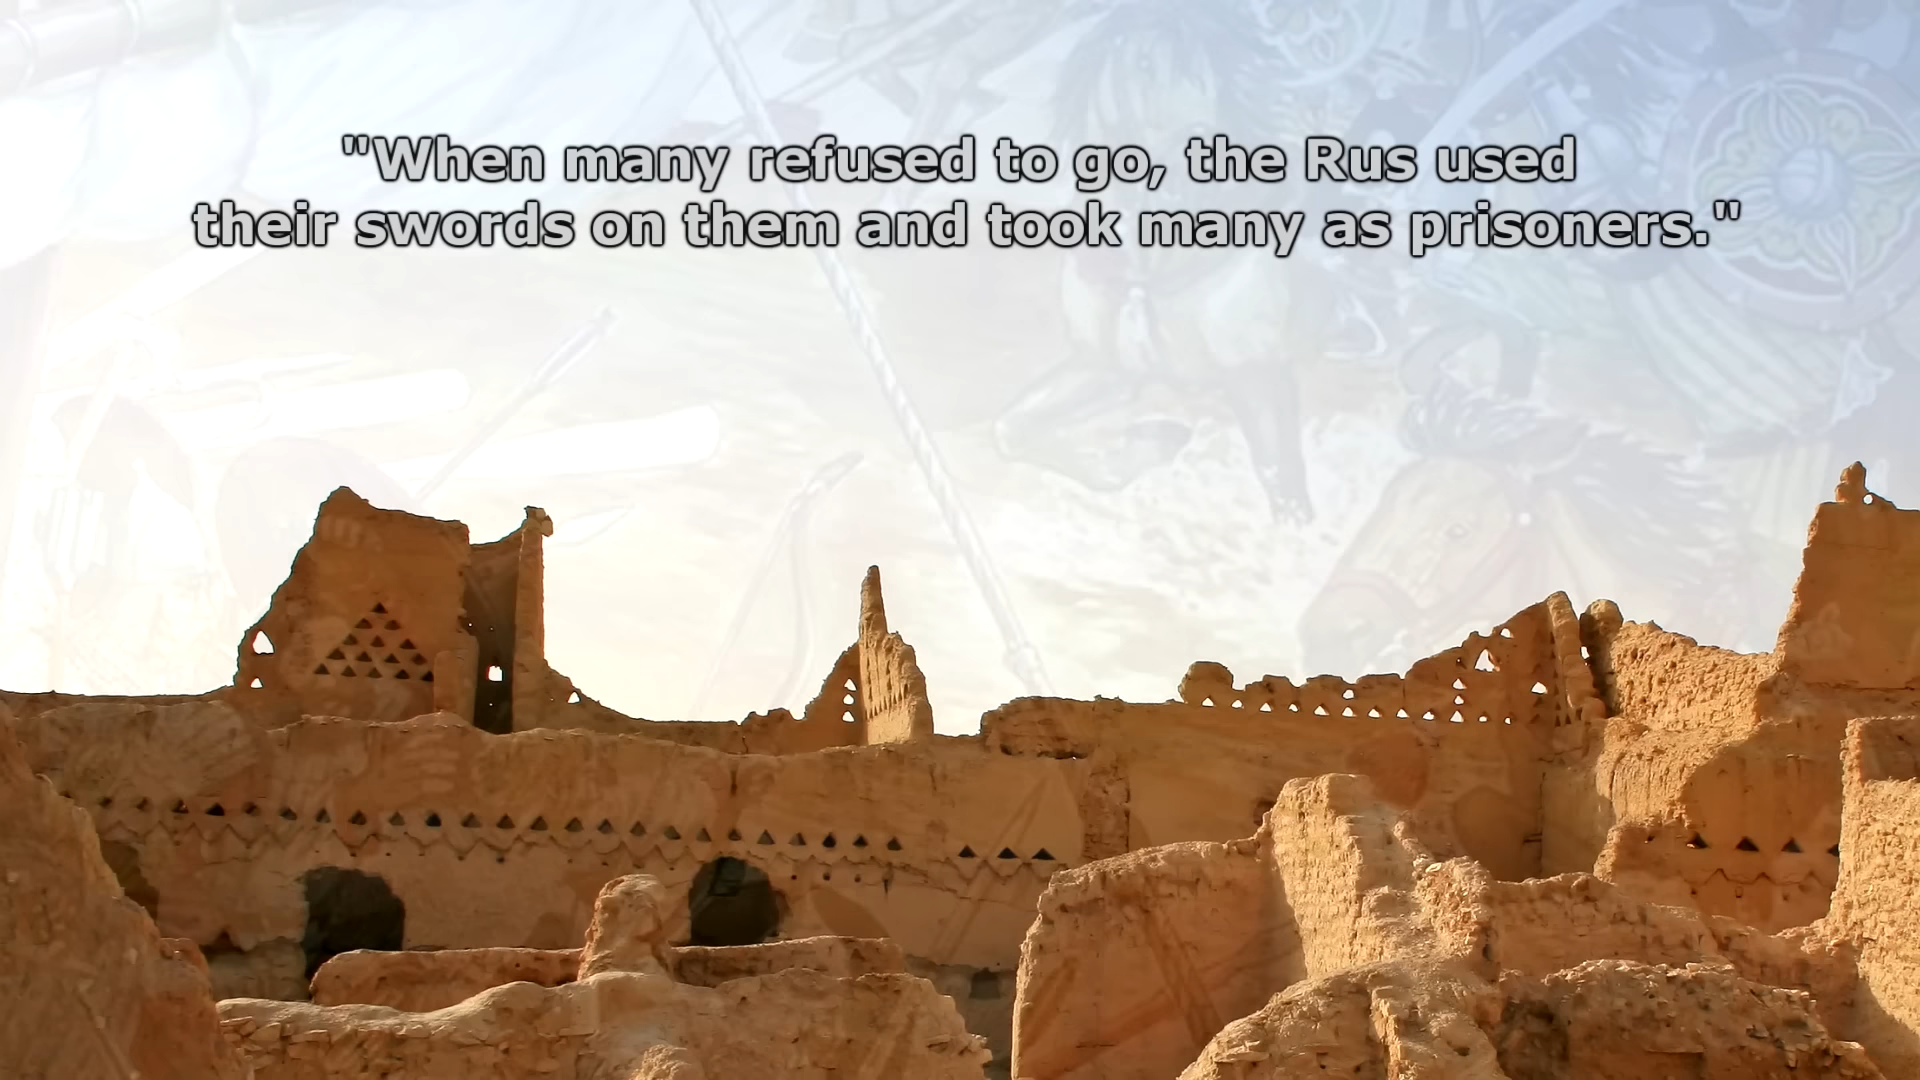 "When many refused to go, the Rus used
their swords on them and took many as prisoners."